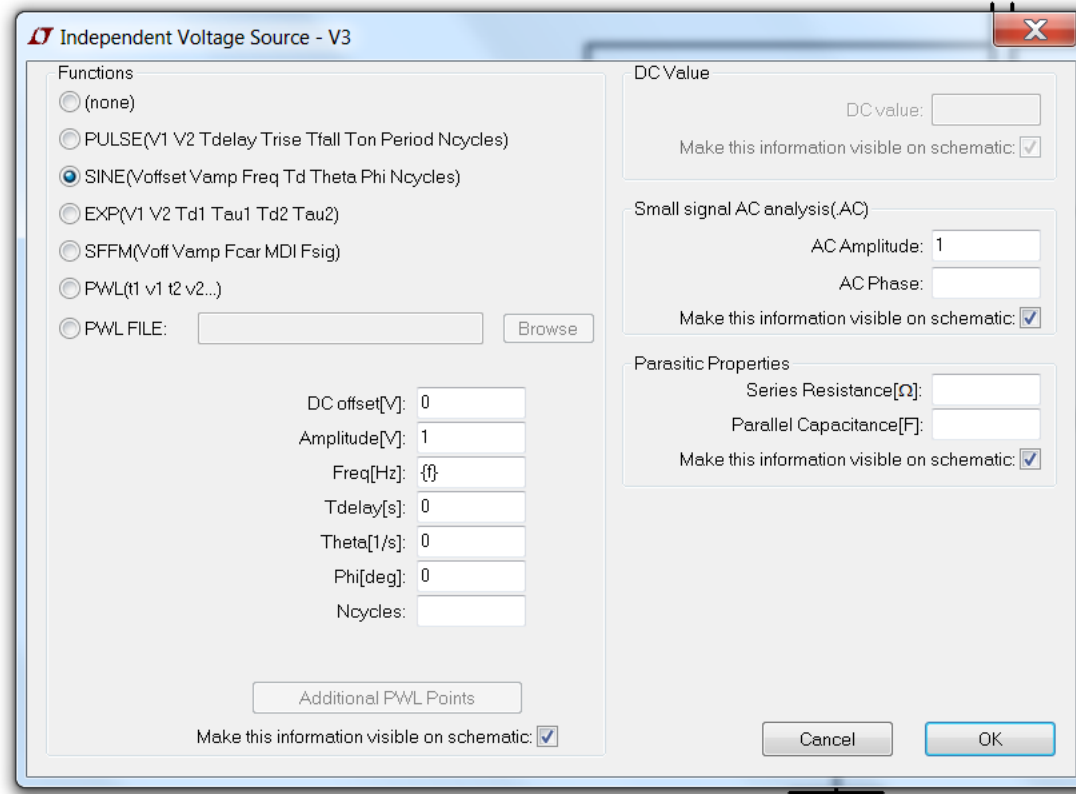 Independent Voltage Source - V3
Functions
(none)
PULSE(V1 V2 Tdelay Trise Tfall Ton Period Ncycles)
SINE(Voffset Vamp Freq Td Theta Phi Ncycles)
EXP(V1 V2 Td1 Tau1 Td2 Tau2)
SFFM(Voff Vamp Fcar MDI Fsig)
PWL(t1 v1 t2 v2...)
PWL FILE:
Browse
DC offset[V]: 0
Amplitude[V]: 1
Freq[Hz]: {f}
Tdelay[s]: 0
Theta[1/s]: 0
Phi[deg]: 0
Ncycles:
Additional PWL Points
Make this information visible on schematic:
DC Value
DC value:
Make this information visible on schematic:
Small signal AC analysis(.AC)
AC Amplitude: 1
AC Phase:
Make this information visible on schematic:
Parasitic Properties
Series Resistance[Ω]:
Parallel Capacitance[F]:
Make this information visible on schematic:
Cancel
OK